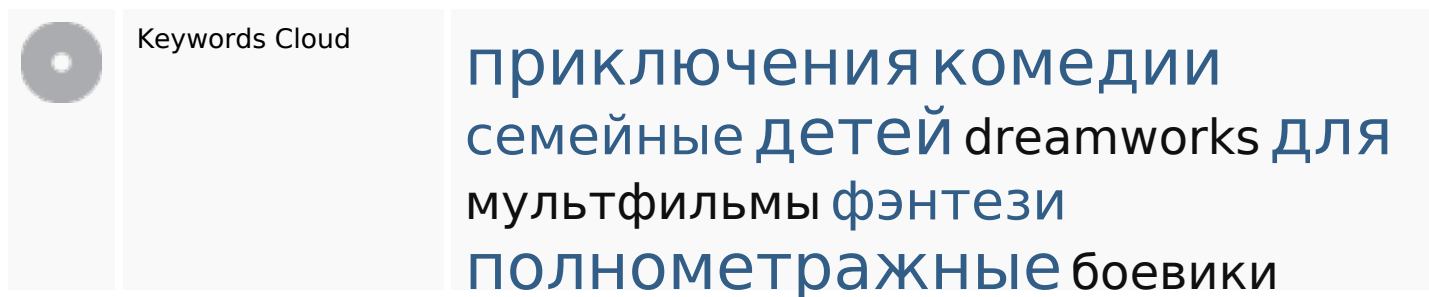 Keywords Cloud
приключения комедии
семейные детей dreamworks для
мультфильмы фэнтези
полнометражные боевики